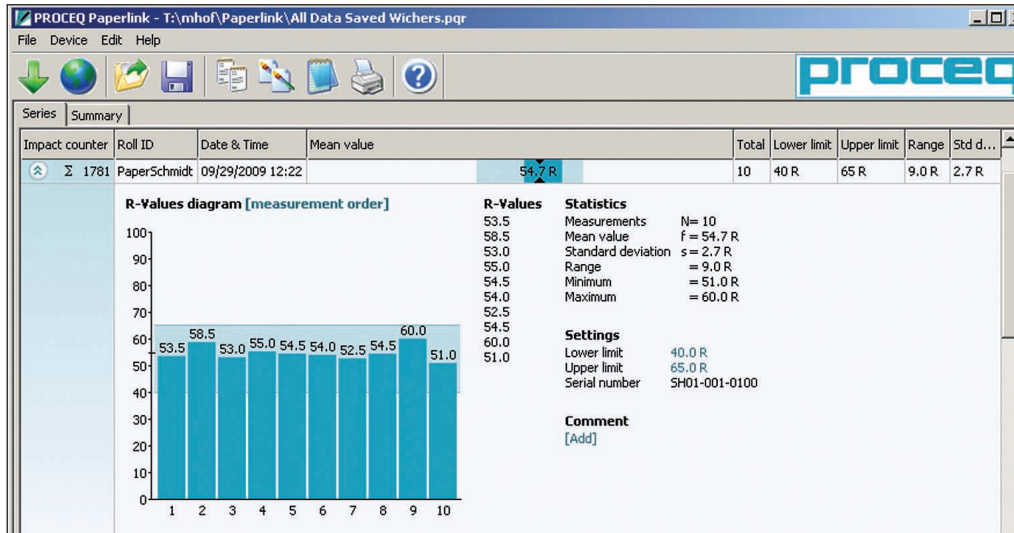 PROCEQ Paperlink - T:\mhof\Paperlink\All Data Saved Wichers.pqr
File Device Edit Help
proceq
Series Summary
Impact counter Roll ID Date & Time Mean value Total Lower limit Upper limit Range Std d...
Σ 1781 PaperSchmidt 09/29/2009 12:22 54.7 R 10 40 R 65 R 9.0 R 2.7 R
R-Values diagram [measurement order]
100
90
80
70
60
50
40
30
20
10
0
53.5 58.5 53.0 55.0 54.5 54.0 52.5 54.5 60.0 51.0
1 2 3 4 5 6 7 8 9 10
R-Values
53.5
58.5
53.0
55.0
54.5
54.0
52.5
54.5
60.0
51.0
Statistics
Measurements N= 10
Mean value r̄ = 54.7 R
Standard deviation s = 2.7 R
Range = 9.0 R
Minimum = 51.0 R
Maximum = 60.0 R
Settings
Lower limit 40.0 R
Upper limit 65.0 R
Serial number SH01-001-0100
Comment
[Add]